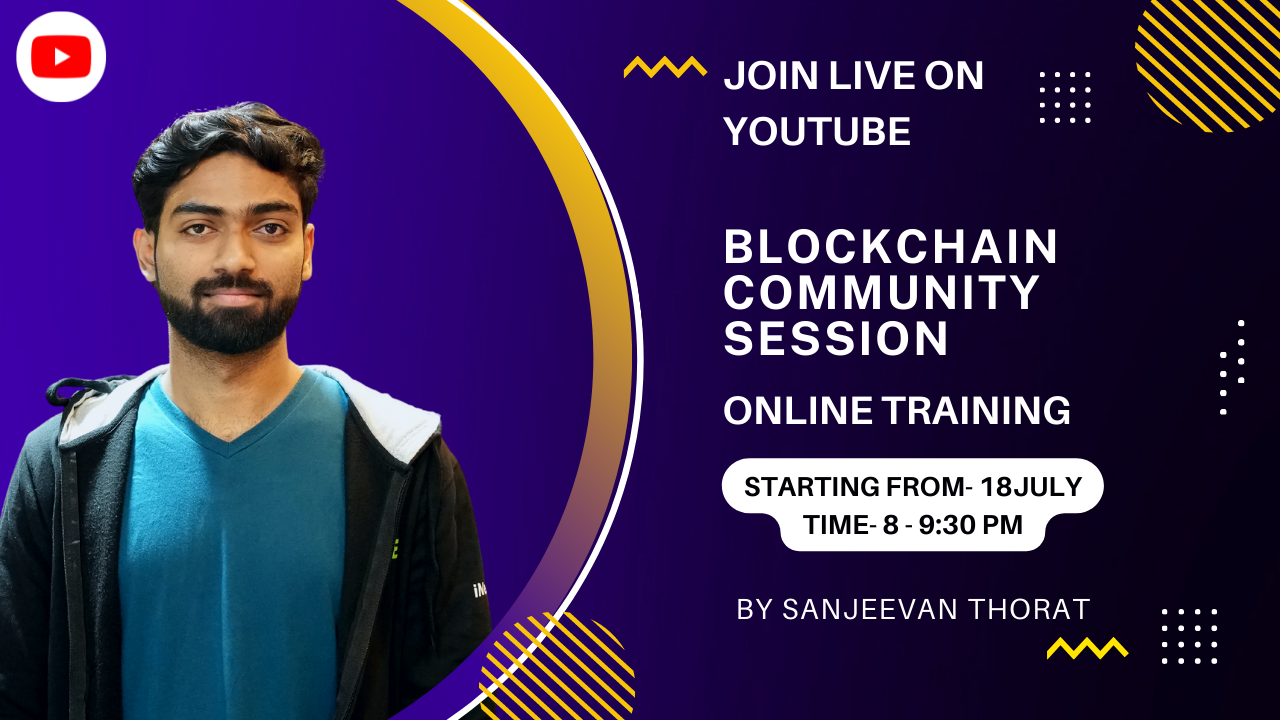 JOIN LIVE ON
YOUTUBE
BLOCKCHAIN
COMMUNITY
SESSION
ONLINE TRAINING
STARTING FROM- 18JULY
TIME- 8 - 9:30 PM
BY SANJEEVAN THORAT